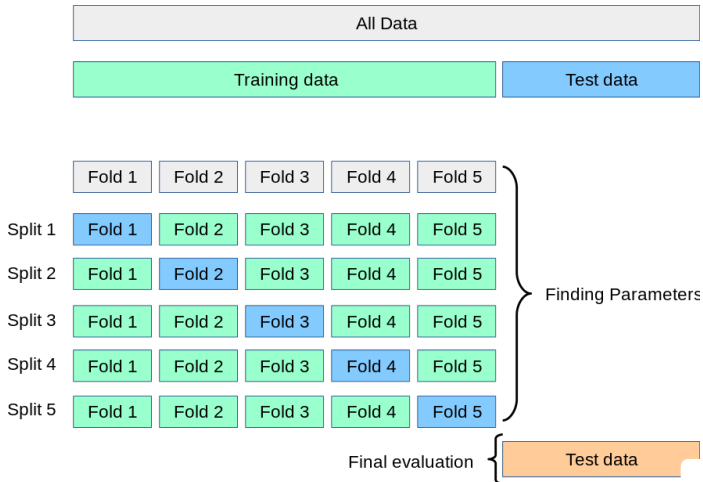 All Data
Training data Test data
Fold 1 Fold 2 Fold 3 Fold 4 Fold 5
Split 1 Fold 1 Fold 2 Fold 3 Fold 4 Fold 5
Split 2 Fold 1 Fold 2 Fold 3 Fold 4 Fold 5
Finding Parameters
Split 3 Fold 1 Fold 2 Fold 3 Fold 4 Fold 5
Split 4 Fold 1 Fold 2 Fold 3 Fold 4 Fold 5
Split 5 Fold 1 Fold 2 Fold 3 Fold 4 Fold 5
Final evaluation Test data